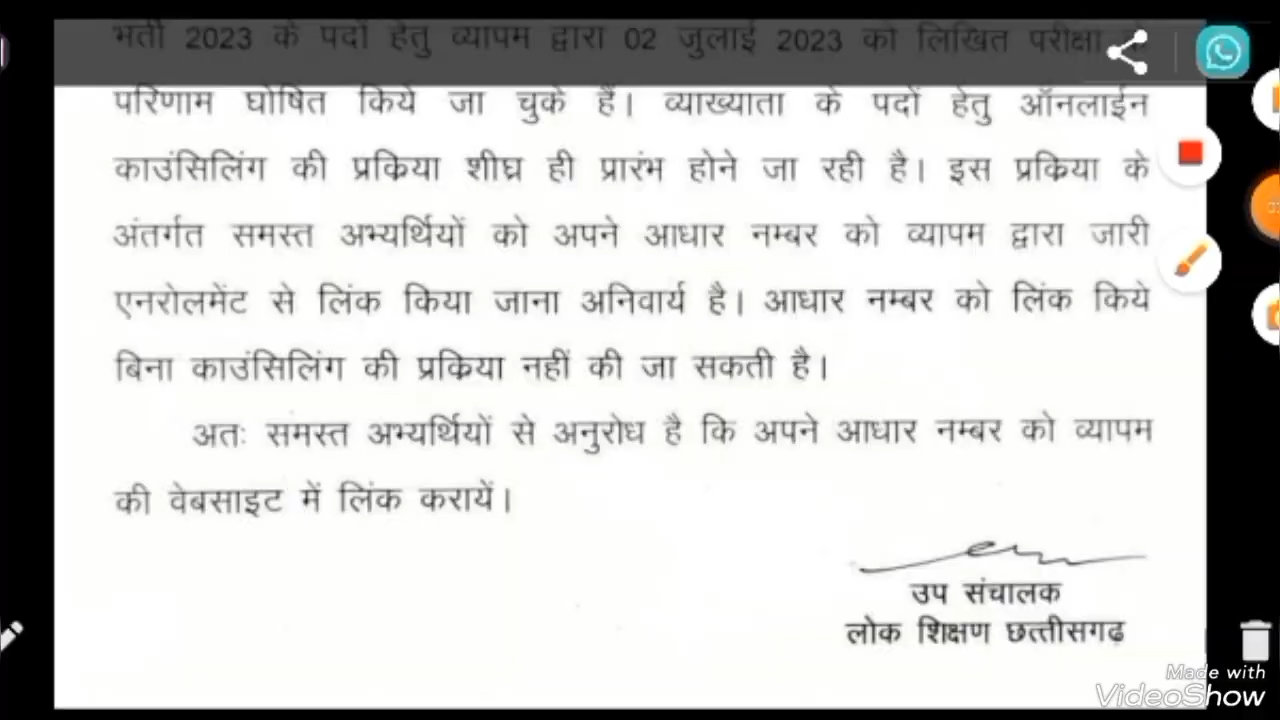 भर्ती 2023 के पदों हेतु व्यापम द्वारा 02 जुलाई 2023 को लिखित परीक्षा
परिणाम घोषित किये जा चुके हैं। व्याख्याता के पदों हेतु ऑनलाईन
काउंसिलिंग की प्रक्रिया शीघ्र ही प्रारंभ होने जा रही है। इस प्रक्रिया के
अंतर्गत समस्त अभ्यर्थियों को अपने आधार नम्बर को व्यापम द्वारा जारी
एनरोलमेंट से लिंक किया जाना अनिवार्य है। आधार नम्बर को लिंक किये
बिना काउंसिलिंग की प्रक्रिया नहीं की जा सकती है।
अतः समस्त अभ्यर्थियों से अनुरोध है कि अपने आधार नम्बर को व्यापम
की वेबसाइट में लिंक करायें।
उप संचालक
लोक शिक्षण छत्तीसगढ़
Made with
VideoShow